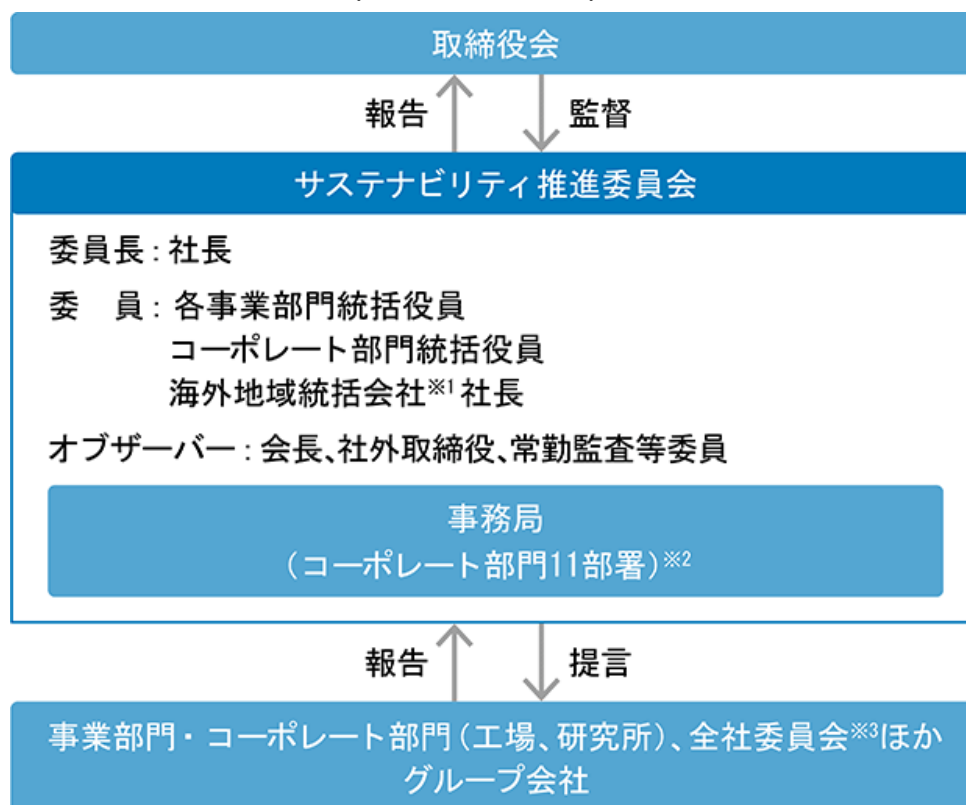 取締役会
報告 監督
サステナビリティ推進委員会
委員長：社長
委　員：各事業部門統括役員
コーポレート部門統括役員
海外地域統括会社※1 社長
オブザーバー：会長、社外取締役、常勤監査等委員
事務局
（コーポレート部門11部署）※2
報告 提言
事業部門・コーポレート部門（工場、研究所）、全社委員会※3ほか
グループ会社